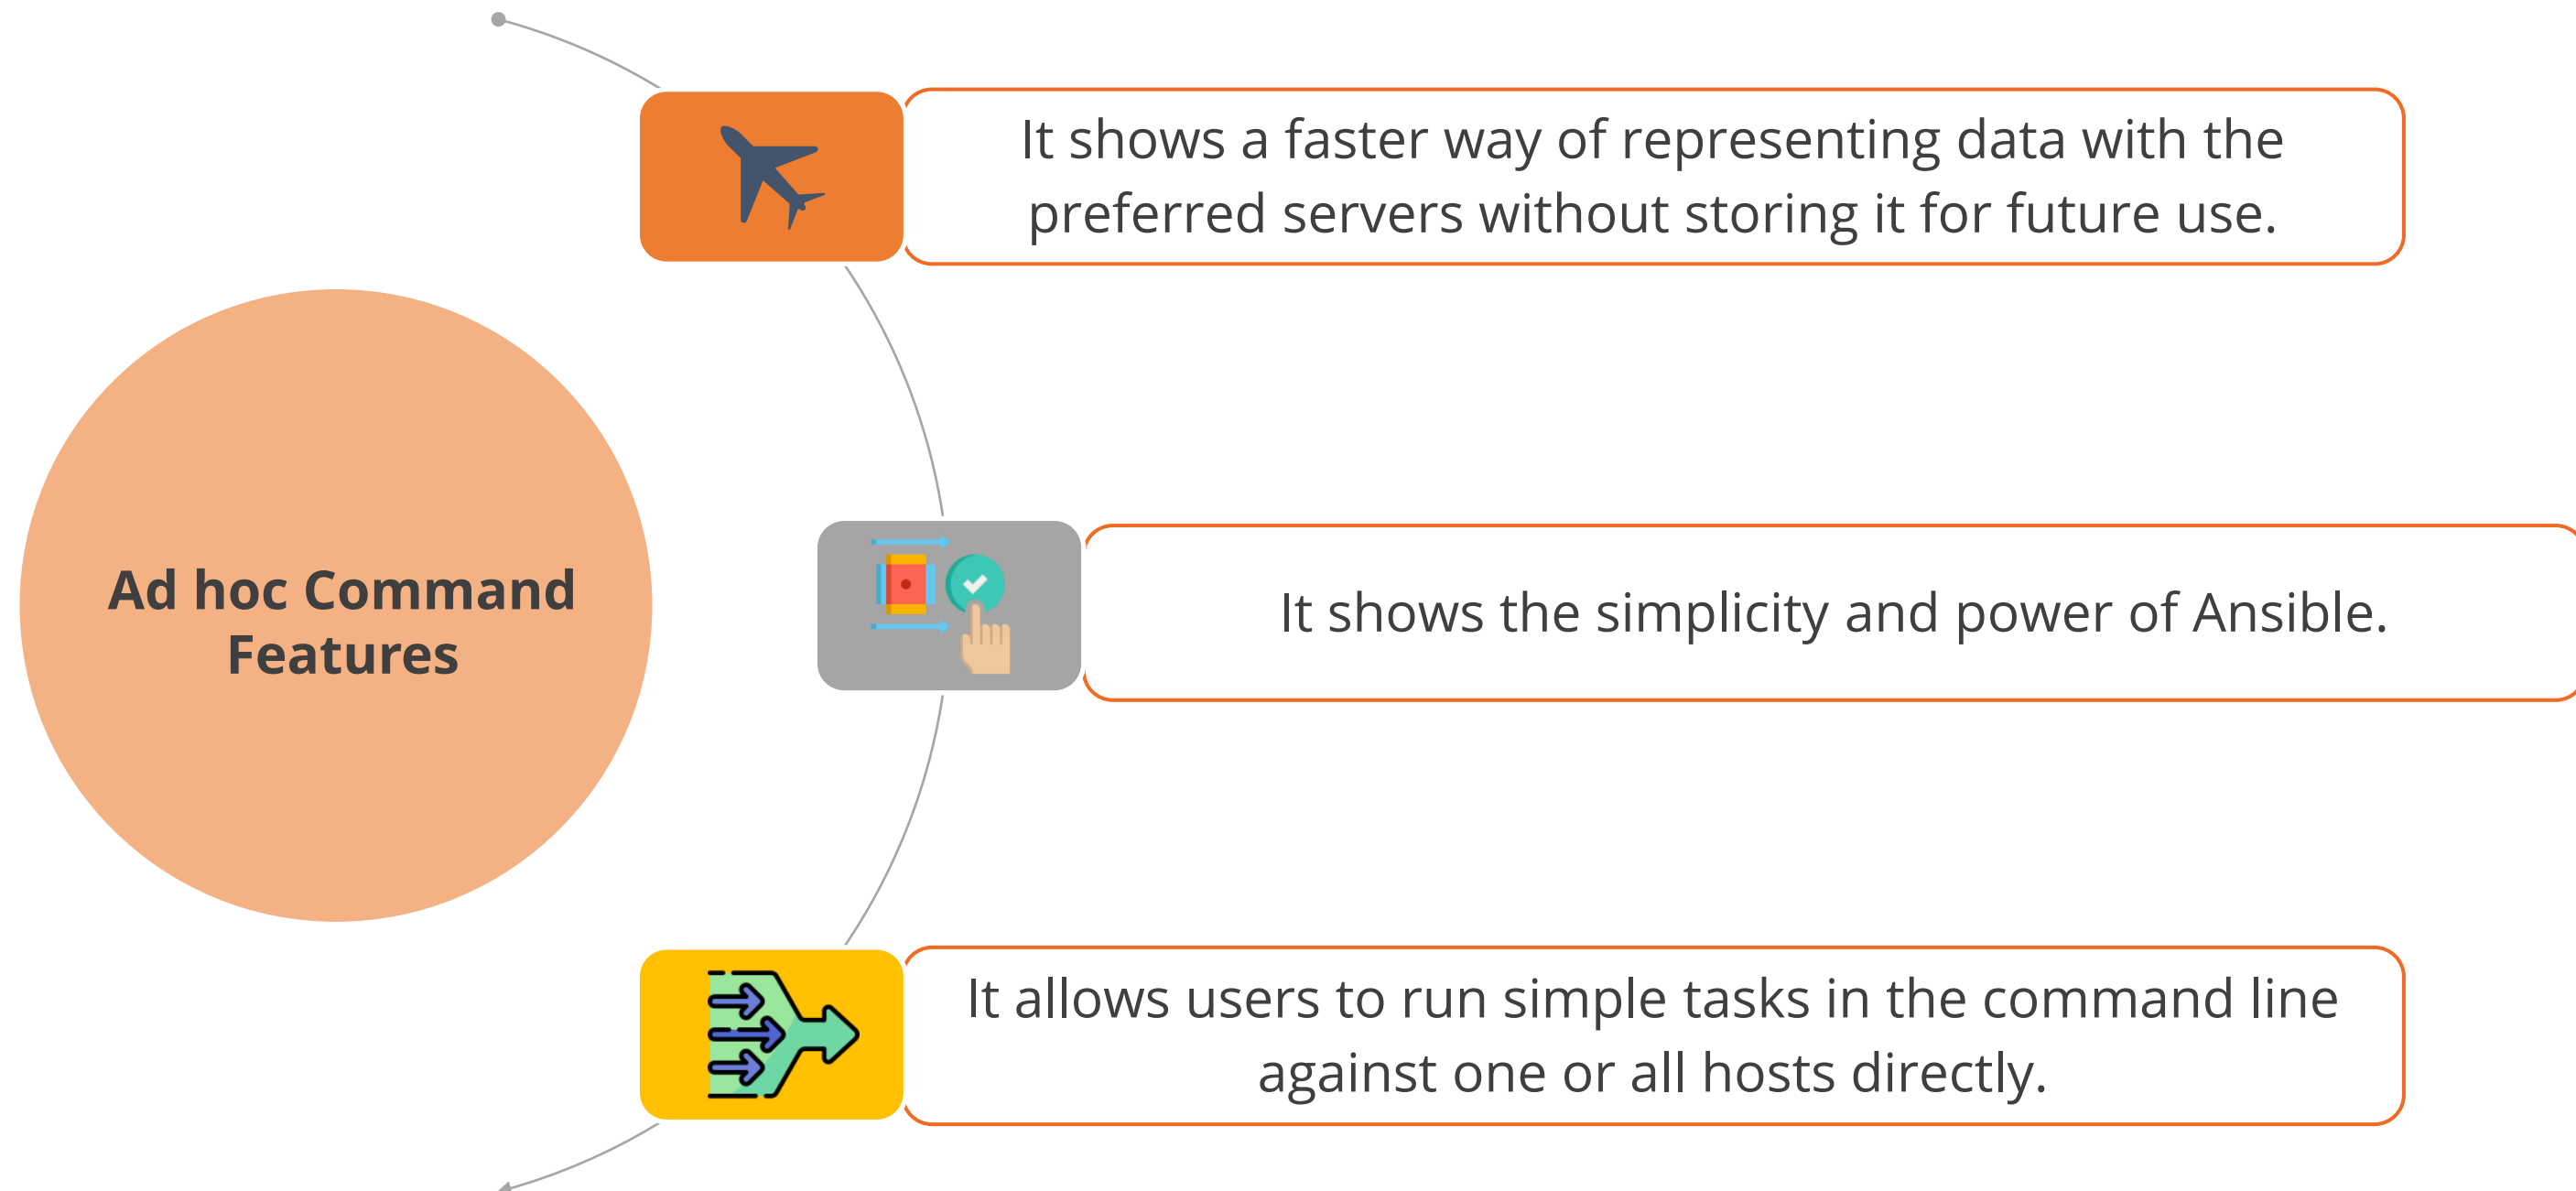 Ad hoc Command
Features
It shows a faster way of representing data with the
preferred servers without storing it for future use.
It shows the simplicity and power of Ansible.
It allows users to run simple tasks in the command line
against one or all hosts directly.